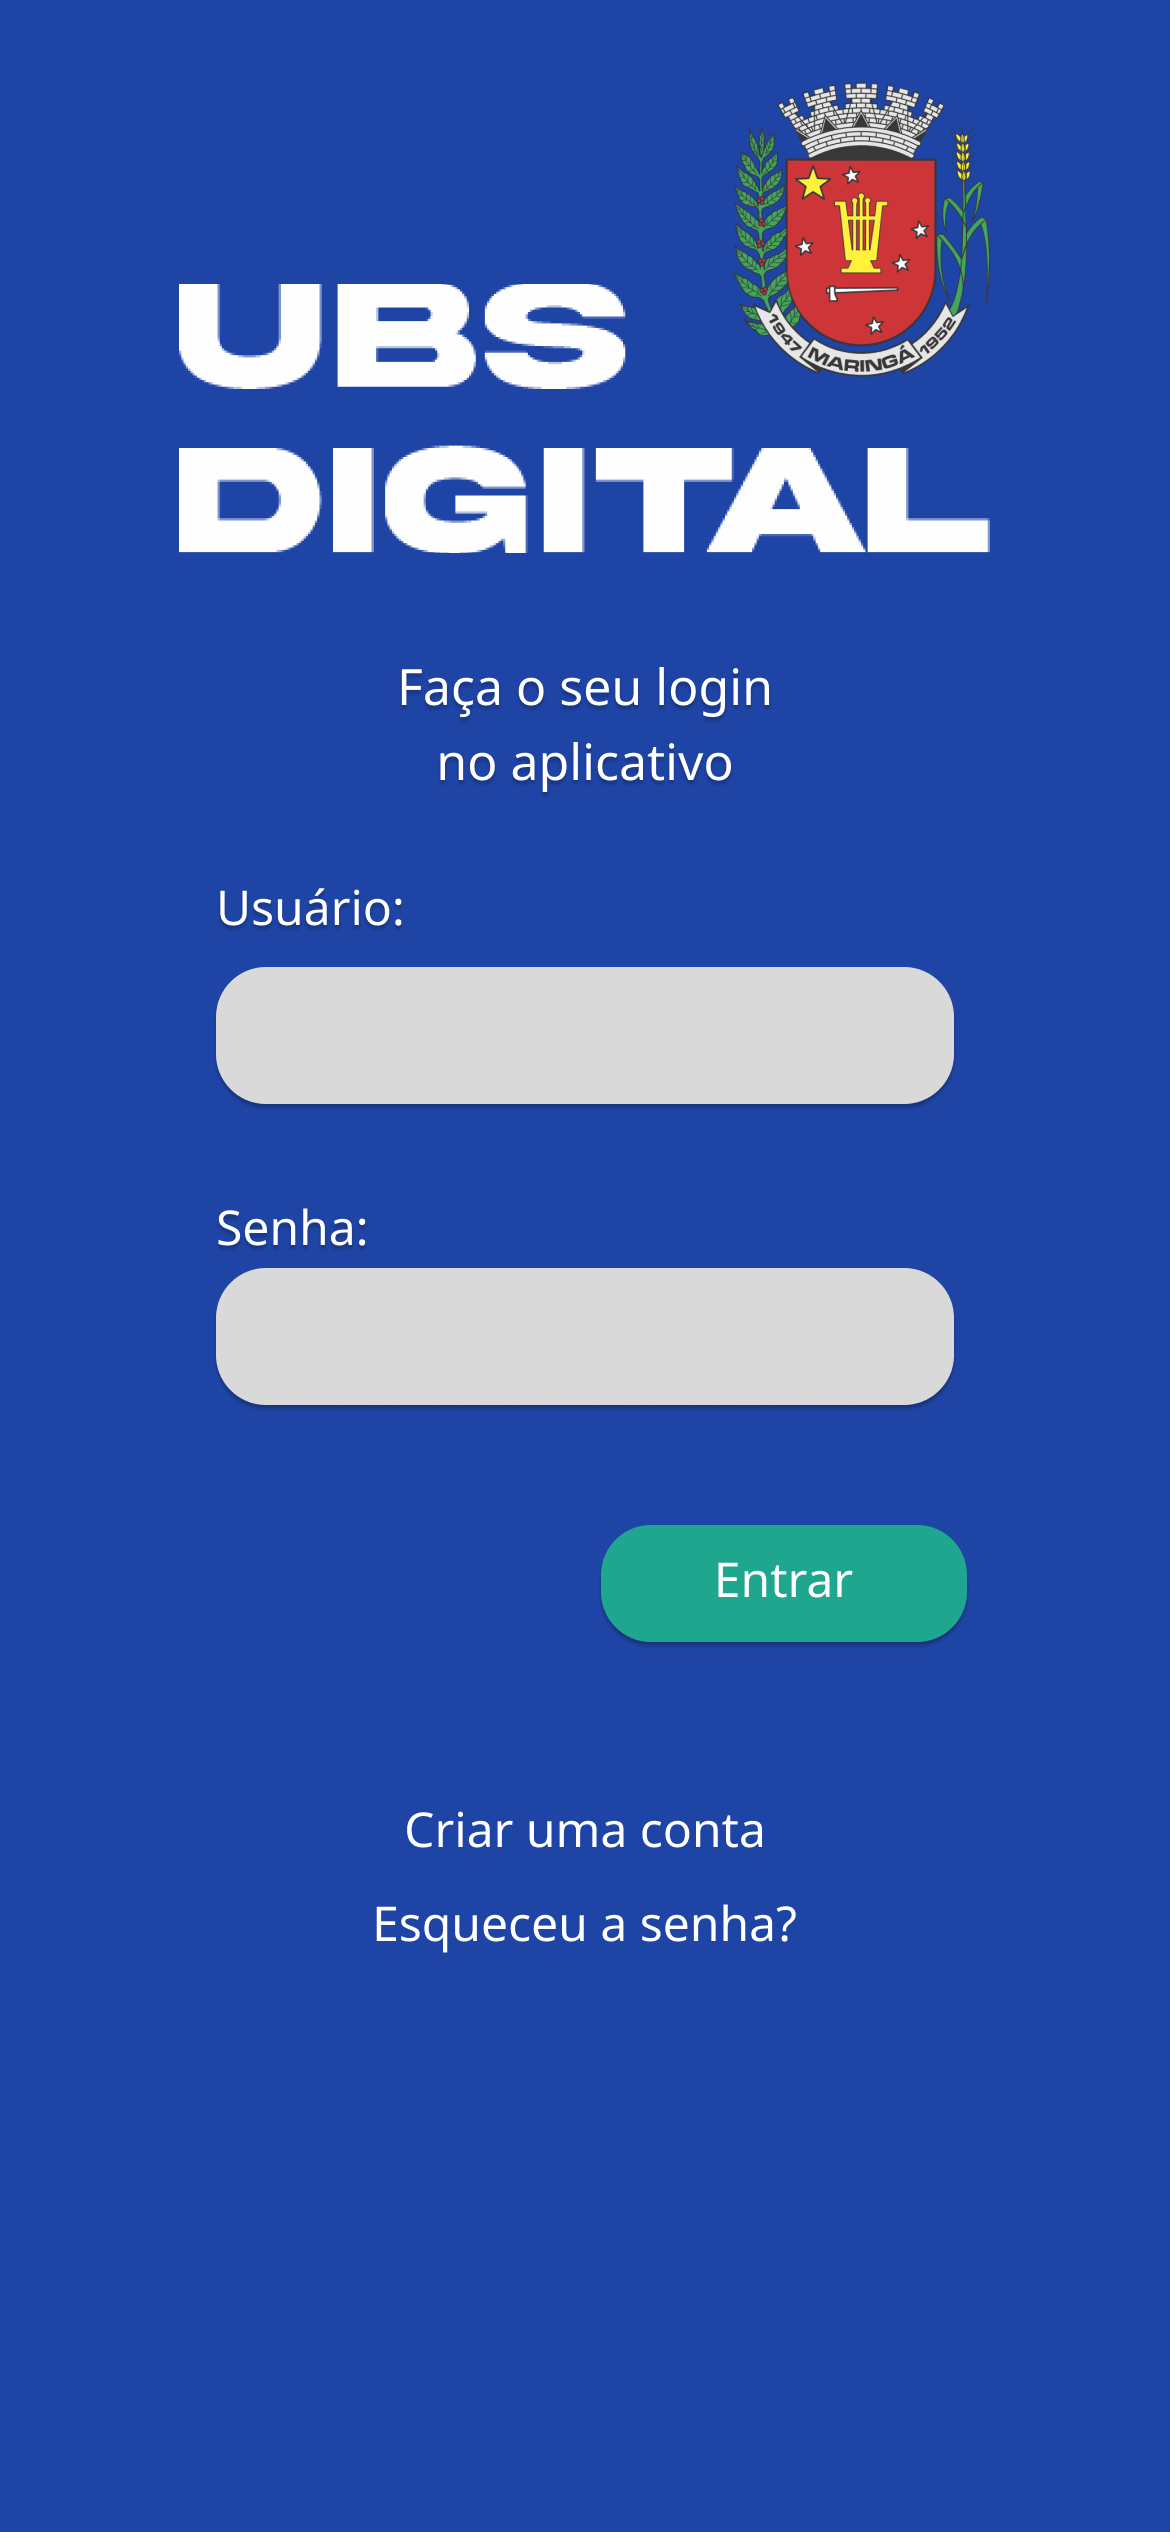 UBS
1947 MARINGÁ 1952
DIGITAL
Faça o seu login
no aplicativo
Usuário:
Senha:
Entrar
Criar uma conta
Esqueceu a senha?